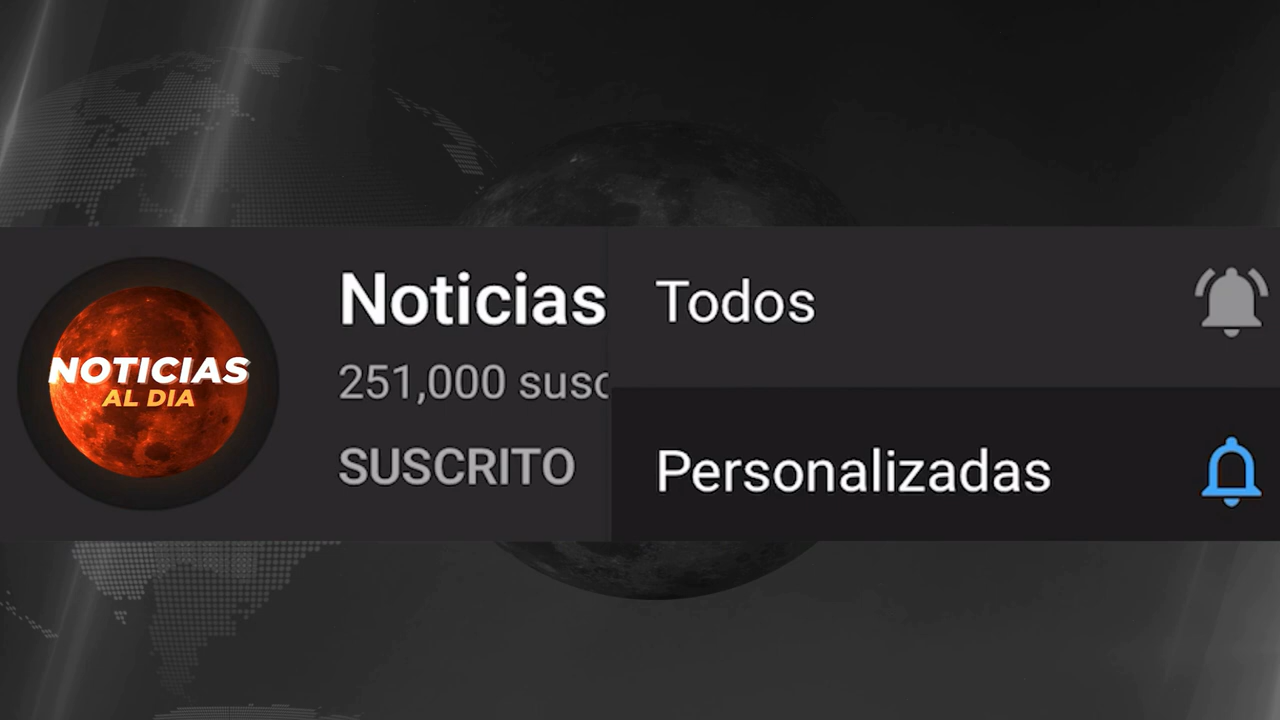 NOTICIAS
AL DIA
Noticias
251,000 susc
SUSCRITO
Todos
Personalizadas